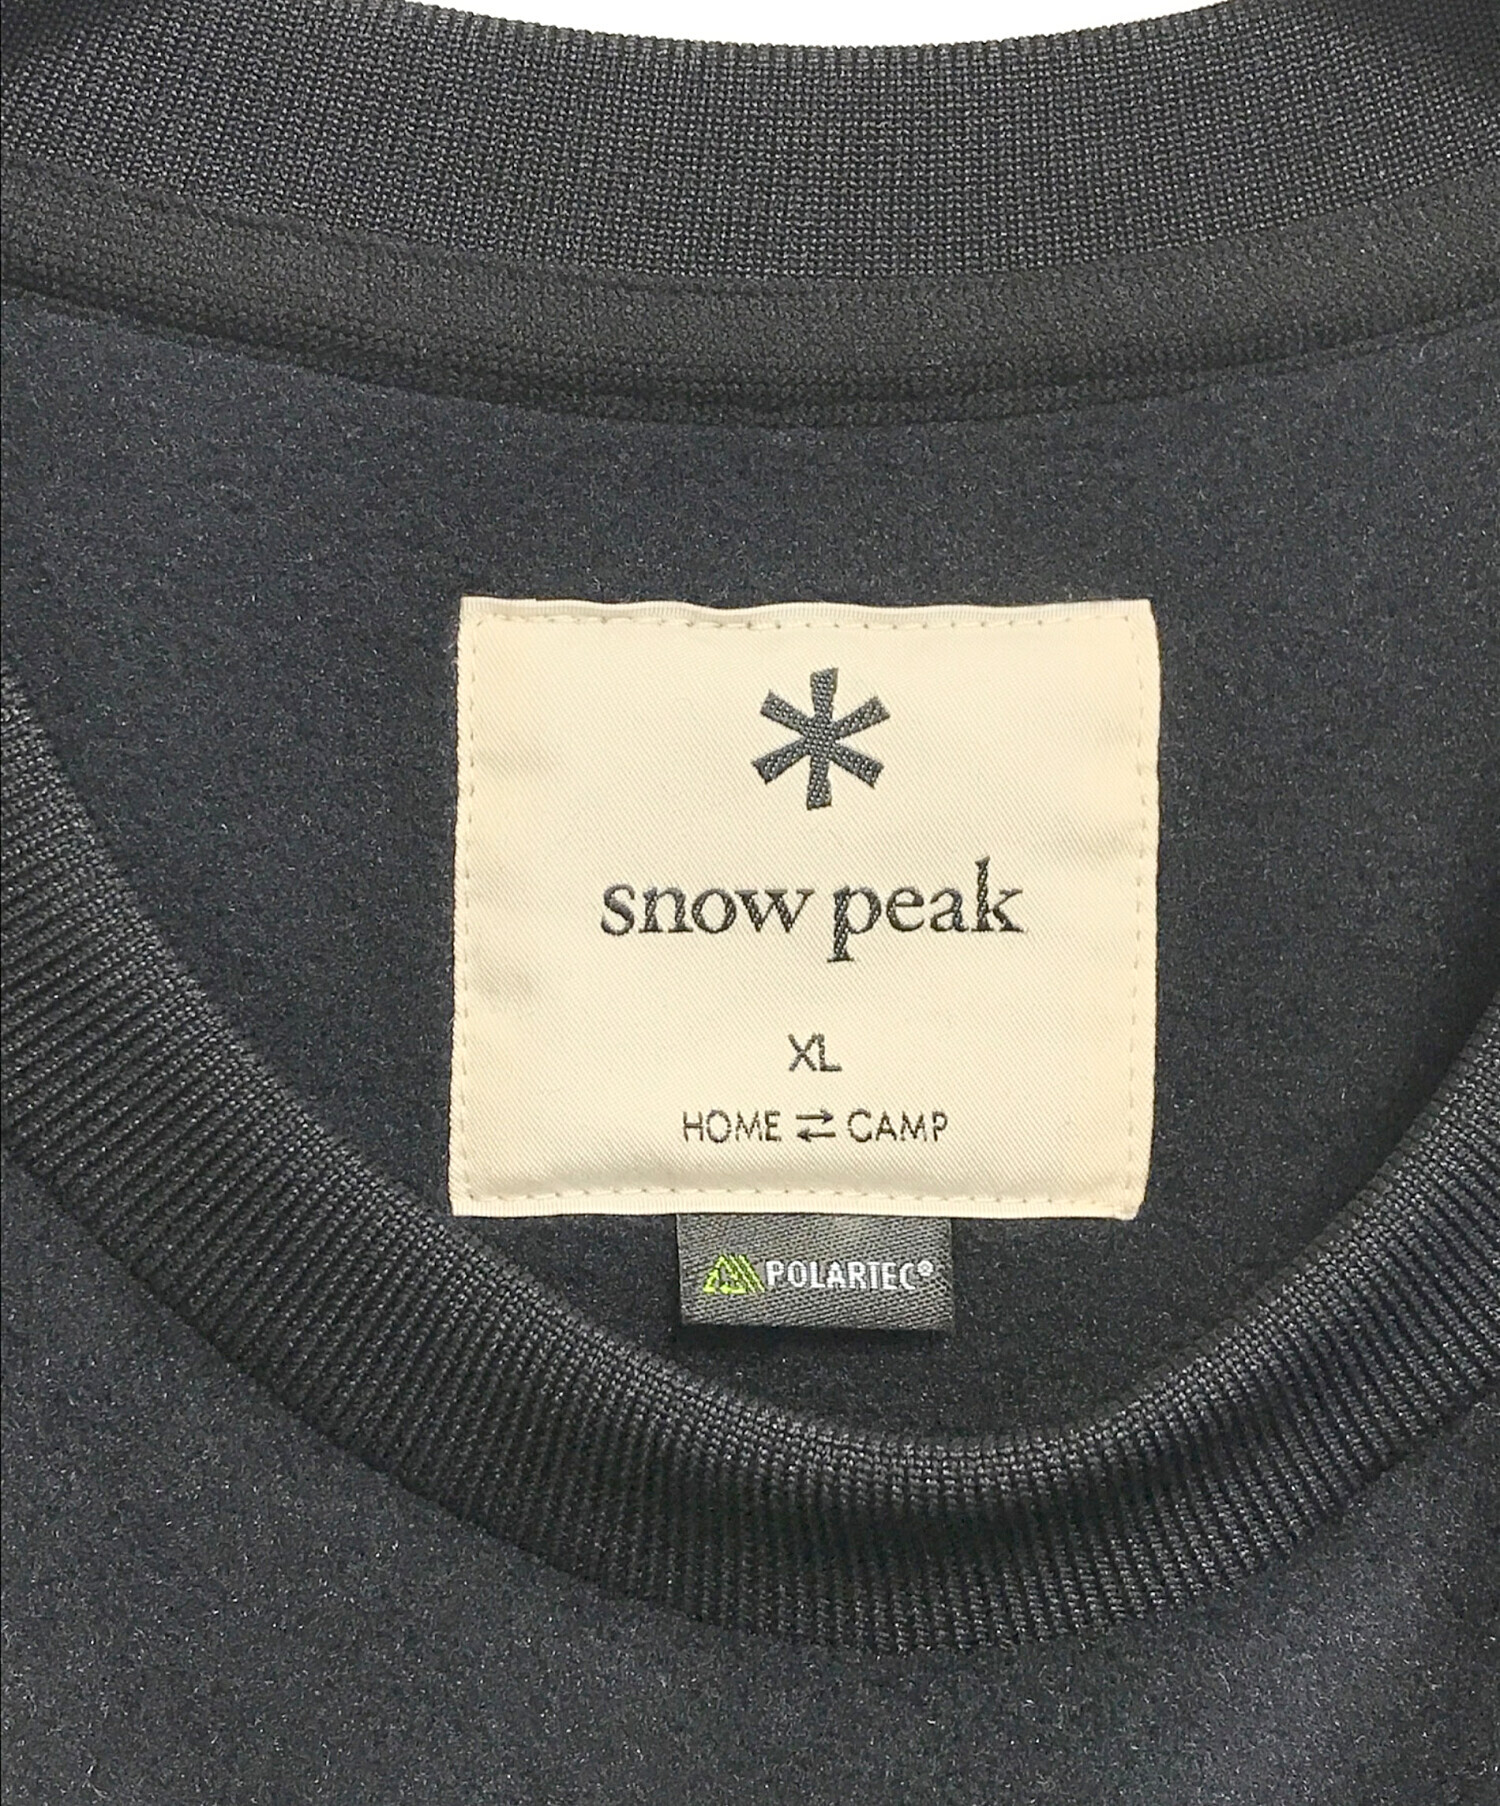 snow peak
XL
HOME ⇄ CAMP
POLARTEC®